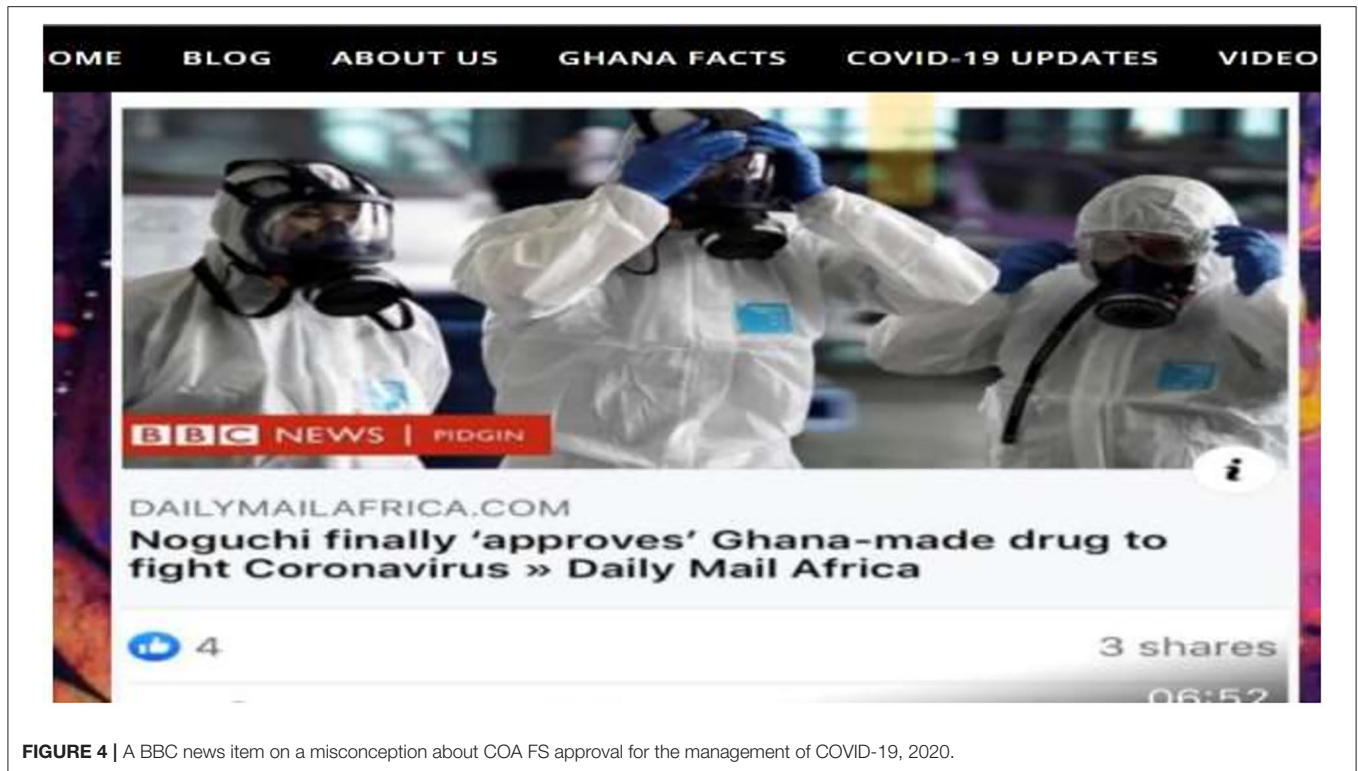 OME BLOG ABOUT US GHANA FACTS COVID-19 UPDATES VIDEO
BBC NEWS | PIDGIN
i
DAILYMAILAFRICA.COM
Noguchi finally ‘approves’ Ghana-made drug to
fight Coronavirus » Daily Mail Africa
4 3 shares
06:52
FIGURE 4 | A BBC news item on a misconception about COA FS approval for the management of COVID-19, 2020.